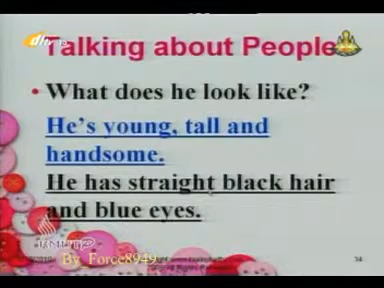 Talking about People
• What does he look like?
He's young, tall and
handsome.
He has straight black hair
and blue eyes.
By Force8949
34